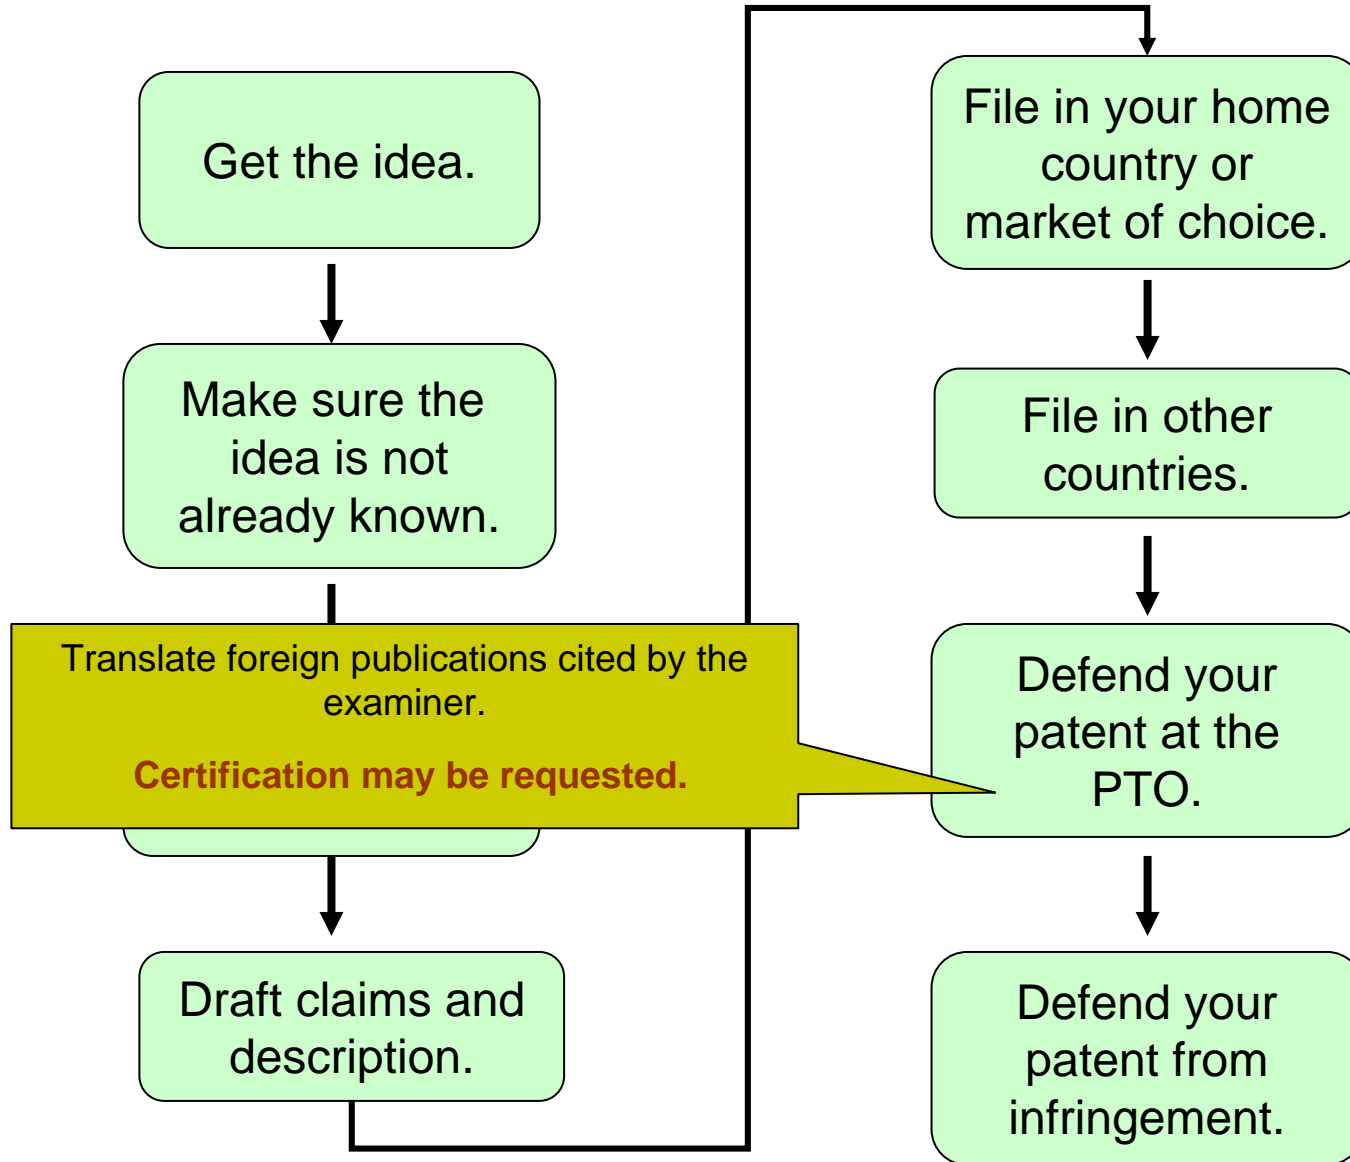 Get the idea.
Make sure the
idea is not
already known.
Translate foreign publications cited by the
examiner.
Certification may be requested.
Draft claims and
description.
File in your home
country or
market of choice.
File in other
countries.
Defend your
patent at the
PTO.
Defend your
patent from
infringement.